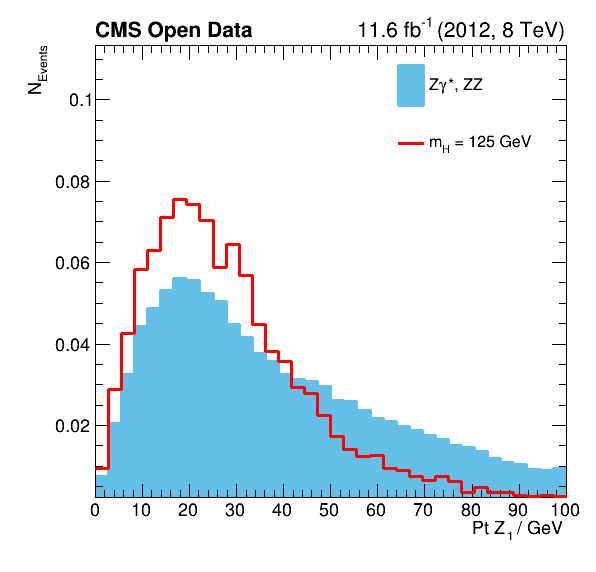 CMS Open Data 11.6 fb⁻¹ (2012, 8 TeV)
N_Events
Zγ*, ZZ
m_H = 125 GeV
0.1
0.08
0.06
0.04
0.02
0 10 20 30 40 50 60 70 80 90 100
Pt Z₁ / GeV